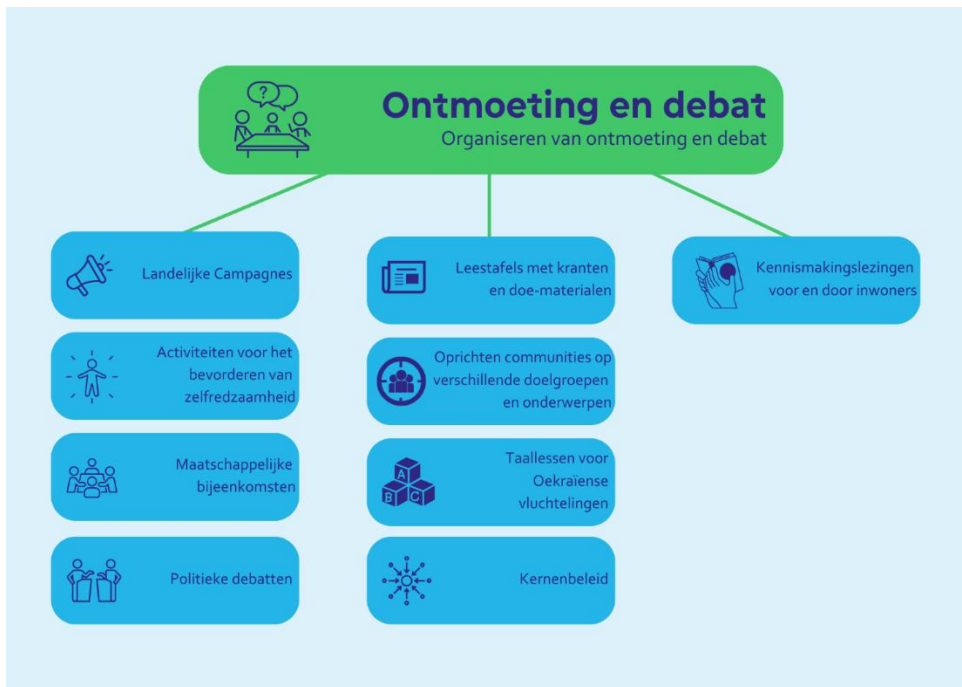 Ontmoeting en debat
Organiseren van ontmoeting en debat
Landelijke Campagnes
Activiteiten voor het
bevorderen van
zelfredzaamheid
Maatschappelijke
bijeenkomsten
Politieke debatten
Leestafels met kranten
en doe-materialen
Oprichten communities op
verschillende doelgroepen
en onderwerpen
A
B C
Taallessen voor
Oekraïense
vluchtelingen
Kernenbeleid
Kennismakingslezingen
voor en door inwoners
?